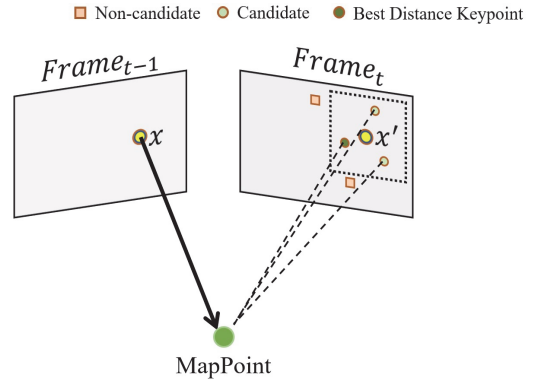 Non-candidate Candidate Best Distance Keypoint
Frame_{t−1}
Frame_t
x
x′
MapPoint